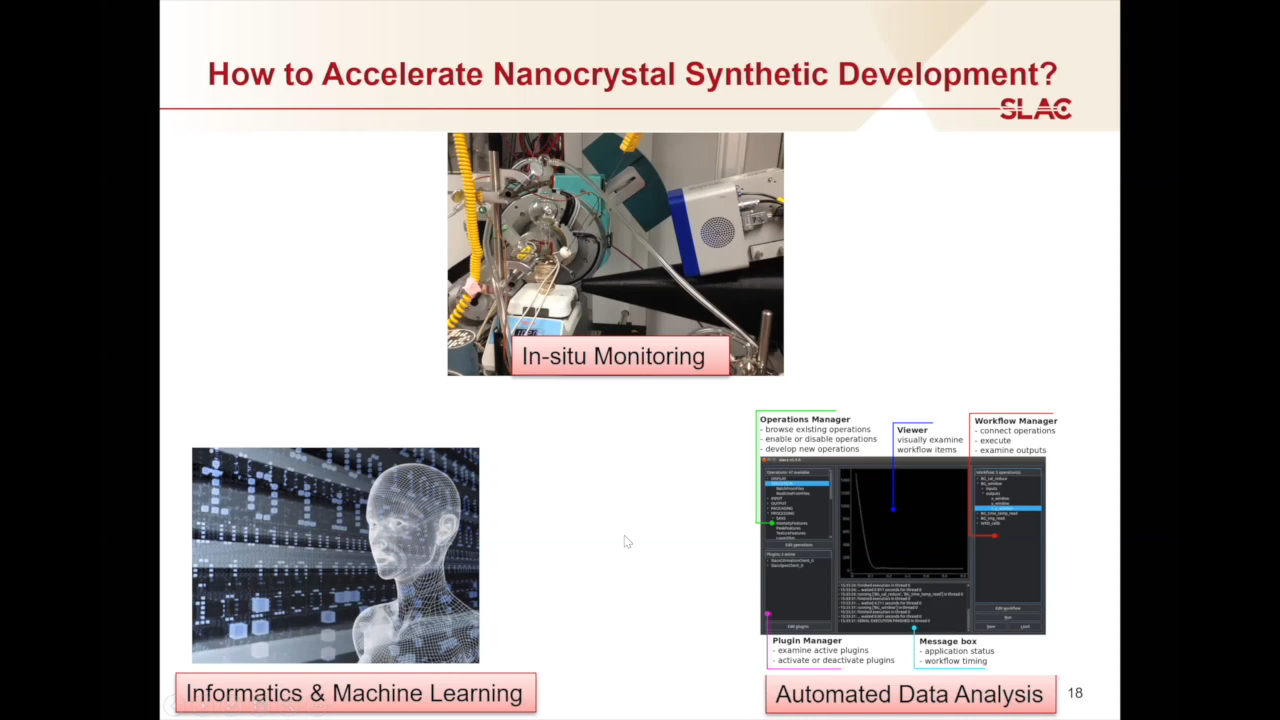 How to Accelerate Nanocrystal Synthetic Development?
SLAC
In-situ Monitoring
Operations Manager
- browse existing operations
- enable or disable operations
- develop new operations
Viewer
visually examine
workflow items
Workflow Manager
- connect operations
- execute
- examine outputs
Plugin Manager
- examine active plugins
- activate or deactivate plugins
Message box
- application status
- workflow timing
Informatics & Machine Learning
Automated Data Analysis
18